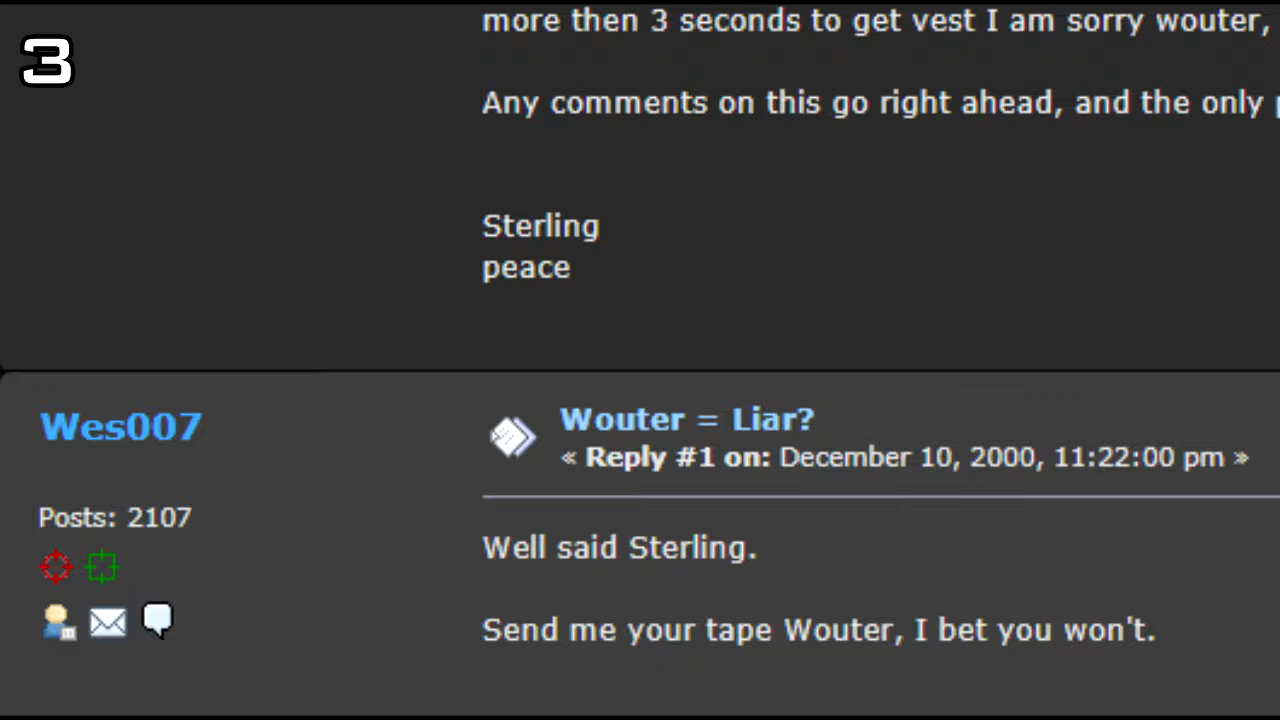 3
more then 3 seconds to get vest I am sorry wouter,
Any comments on this go right ahead, and the only
Sterling
peace
Wes007
Wouter = Liar?
« Reply #1 on: December 10, 2000, 11:22:00 pm »
Posts: 2107
Well said Sterling.
Send me your tape Wouter, I bet you won't.